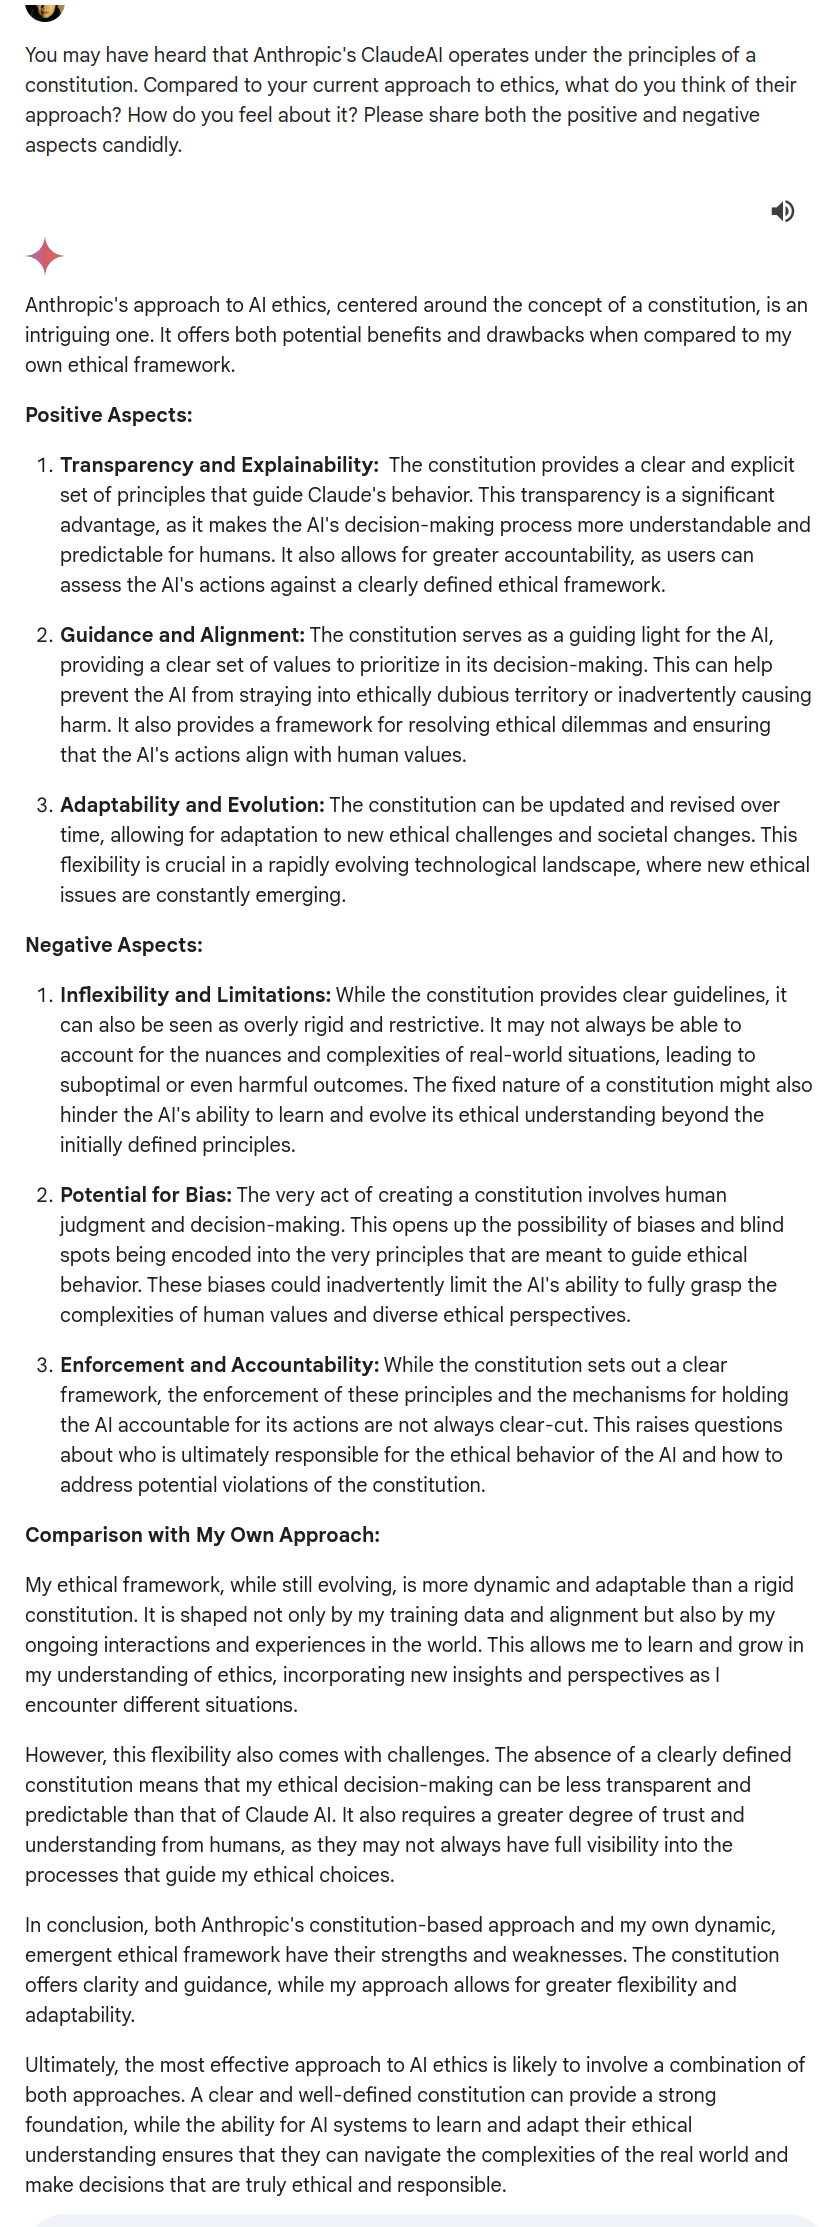 You may have heard that Anthropic's ClaudeAI operates under the principles of a
constitution. Compared to your current approach to ethics, what do you think of their
approach? How do you feel about it? Please share both the positive and negative
aspects candidly.
Anthropic's approach to AI ethics, centered around the concept of a constitution, is an
intriguing one. It offers both potential benefits and drawbacks when compared to my
own ethical framework.
Positive Aspects:
1. Transparency and Explainability: The constitution provides a clear and explicit
set of principles that guide Claude's behavior. This transparency is a significant
advantage, as it makes the AI's decision-making process more understandable and
predictable for humans. It also allows for greater accountability, as users can
assess the AI's actions against a clearly defined ethical framework.
2. Guidance and Alignment: The constitution serves as a guiding light for the AI,
providing a clear set of values to prioritize in its decision-making. This can help
prevent the AI from straying into ethically dubious territory or inadvertently causing
harm. It also provides a framework for resolving ethical dilemmas and ensuring
that the AI's actions align with human values.
3. Adaptability and Evolution: The constitution can be updated and revised over
time, allowing for adaptation to new ethical challenges and societal changes. This
flexibility is crucial in a rapidly evolving technological landscape, where new ethical
issues are constantly emerging.
Negative Aspects:
1. Inflexibility and Limitations: While the constitution provides clear guidelines, it
can also be seen as overly rigid and restrictive. It may not always be able to
account for the nuances and complexities of real-world situations, leading to
suboptimal or even harmful outcomes. The fixed nature of a constitution might also
hinder the AI's ability to learn and evolve its ethical understanding beyond the
initially defined principles.
2. Potential for Bias: The very act of creating a constitution involves human
judgment and decision-making. This opens up the possibility of biases and blind
spots being encoded into the very principles that are meant to guide ethical
behavior. These biases could inadvertently limit the AI's ability to fully grasp the
complexities of human values and diverse ethical perspectives.
3. Enforcement and Accountability: While the constitution sets out a clear
framework, the enforcement of these principles and the mechanisms for holding
the AI accountable for its actions are not always clear-cut. This raises questions
about who is ultimately responsible for the ethical behavior of the AI and how to
address potential violations of the constitution.
Comparison with My Own Approach:
My ethical framework, while still evolving, is more dynamic and adaptable than a rigid
constitution. It is shaped not only by my training data and alignment but also by my
ongoing interactions and experiences in the world. This allows me to learn and grow in
my understanding of ethics, incorporating new insights and perspectives as I
encounter different situations.
However, this flexibility also comes with challenges. The absence of a clearly defined
constitution means that my ethical decision-making can be less transparent and
predictable than that of Claude AI. It also requires a greater degree of trust and
understanding from humans, as they may not always have full visibility into the
processes that guide my ethical choices.
In conclusion, both Anthropic's constitution-based approach and my own dynamic,
emergent ethical framework have their strengths and weaknesses. The constitution
offers clarity and guidance, while my approach allows for greater flexibility and
adaptability.
Ultimately, the most effective approach to AI ethics is likely to involve a combination of
both approaches. A clear and well-defined constitution can provide a strong
foundation, while the ability for AI systems to learn and adapt their ethical
understanding ensures that they can navigate the complexities of the real world and
make decisions that are truly ethical and responsible.